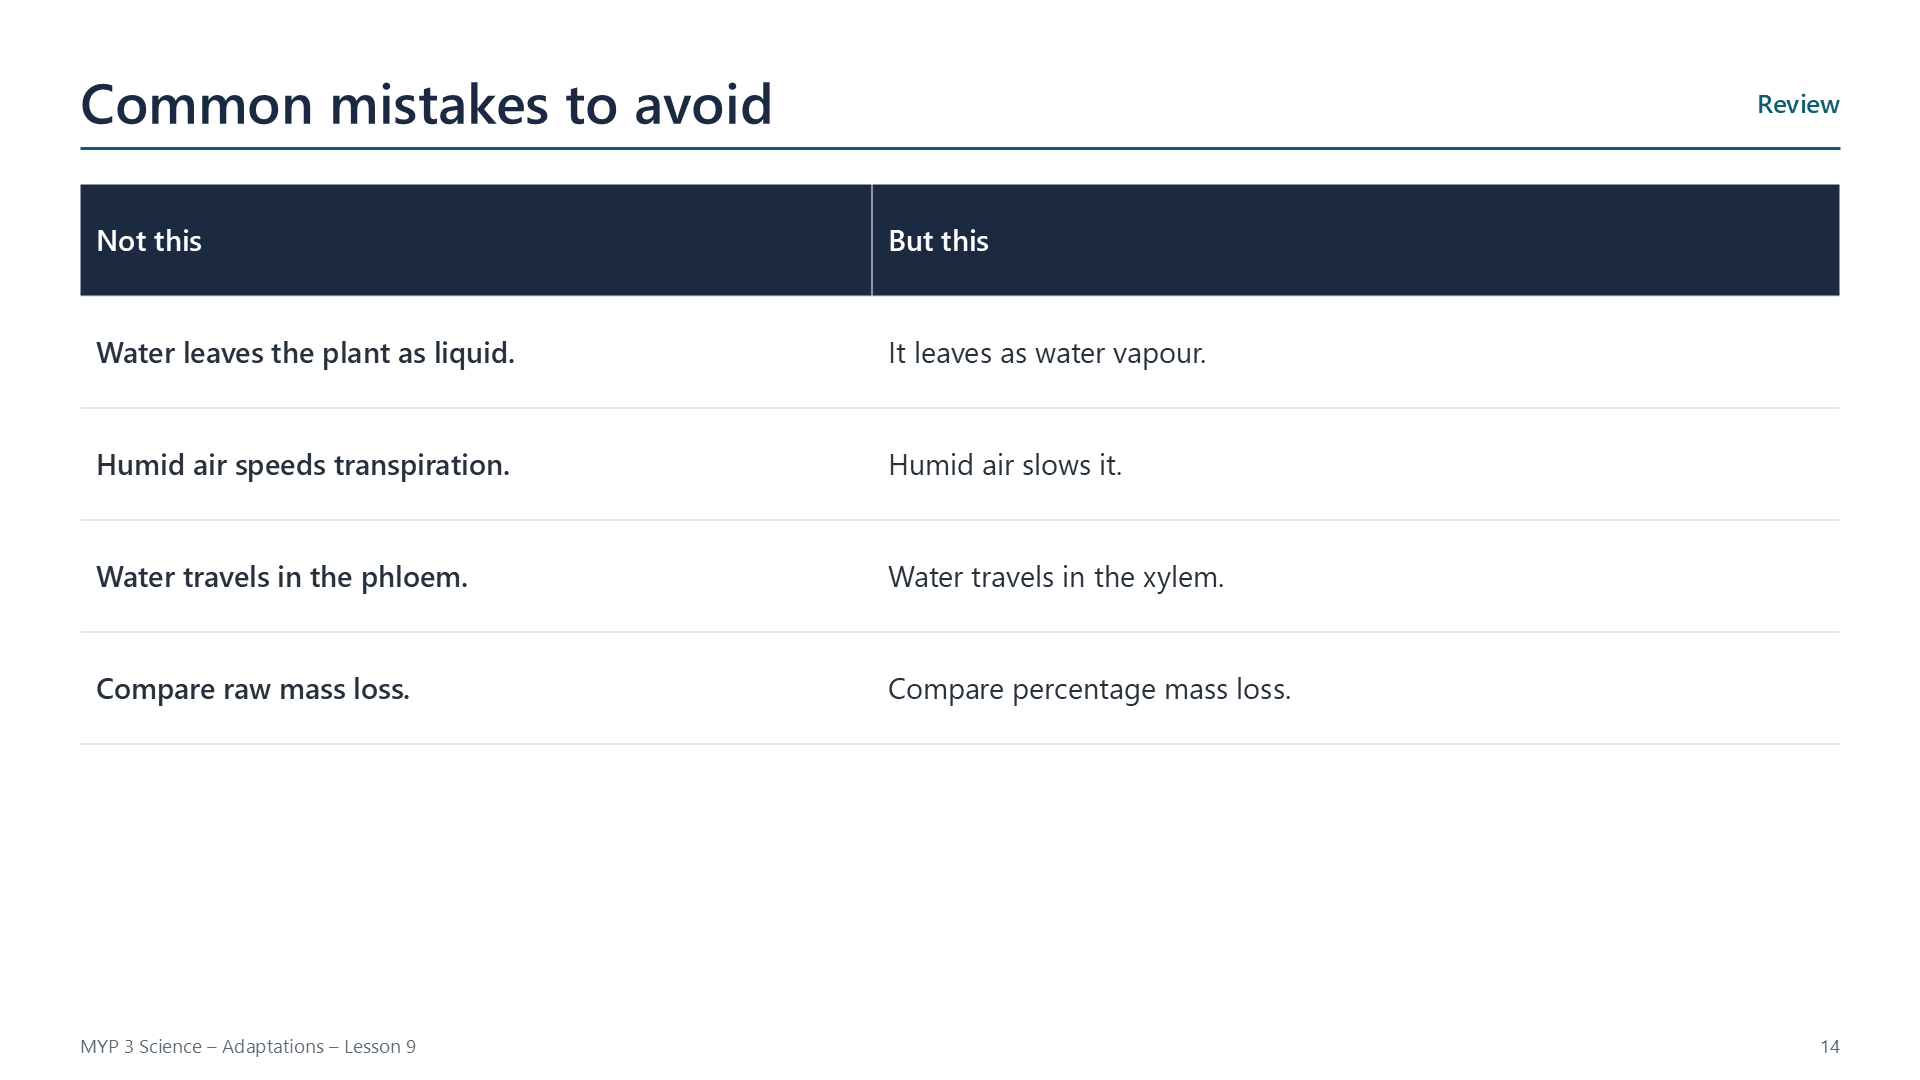 Common mistakes to avoid
Review
Not this
But this
Water leaves the plant as liquid.
It leaves as water vapour.
Humid air speeds transpiration.
Humid air slows it.
Water travels in the phloem.
Water travels in the xylem.
Compare raw mass loss.
Compare percentage mass loss.
MYP 3 Science – Adaptations – Lesson 9
14